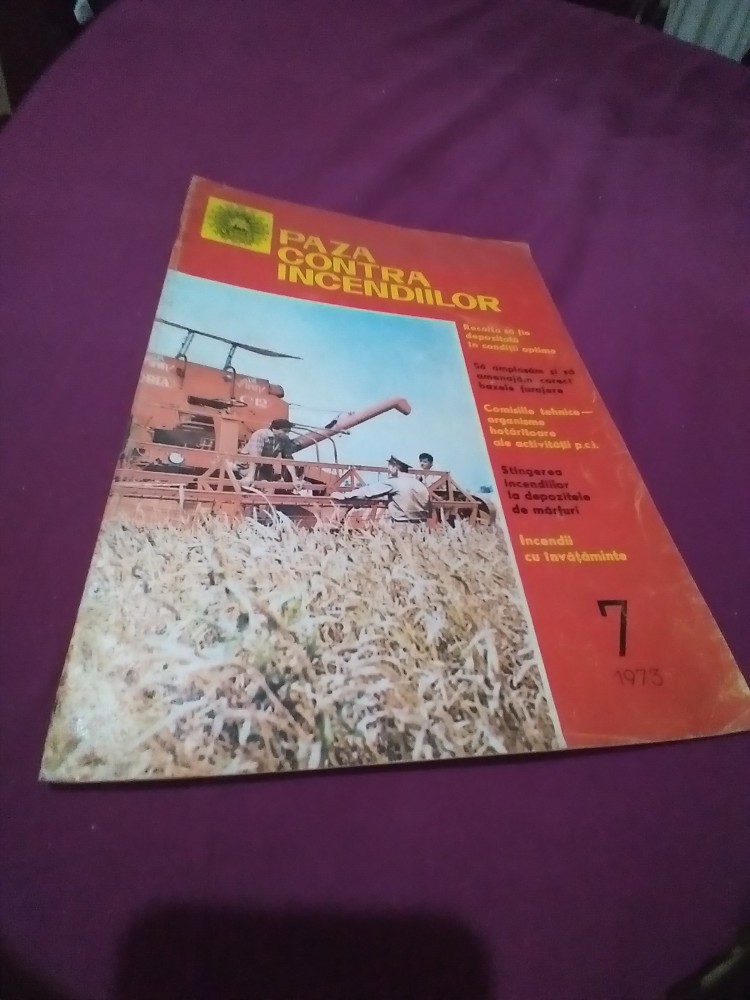 PAZA
CONTRA
INCENDIILOR
Recolta să fie
depozitată
în condiții optime
Să amplasăm și să
amenajăm corect
bazele furajere
Comisiile tehnice—
organisme
hotărîtoare
ale activității p.c.i.
Stingerea
incendiilor
la depozitele
de mărfuri
Incendii
cu învățăminte
7
1973
C12